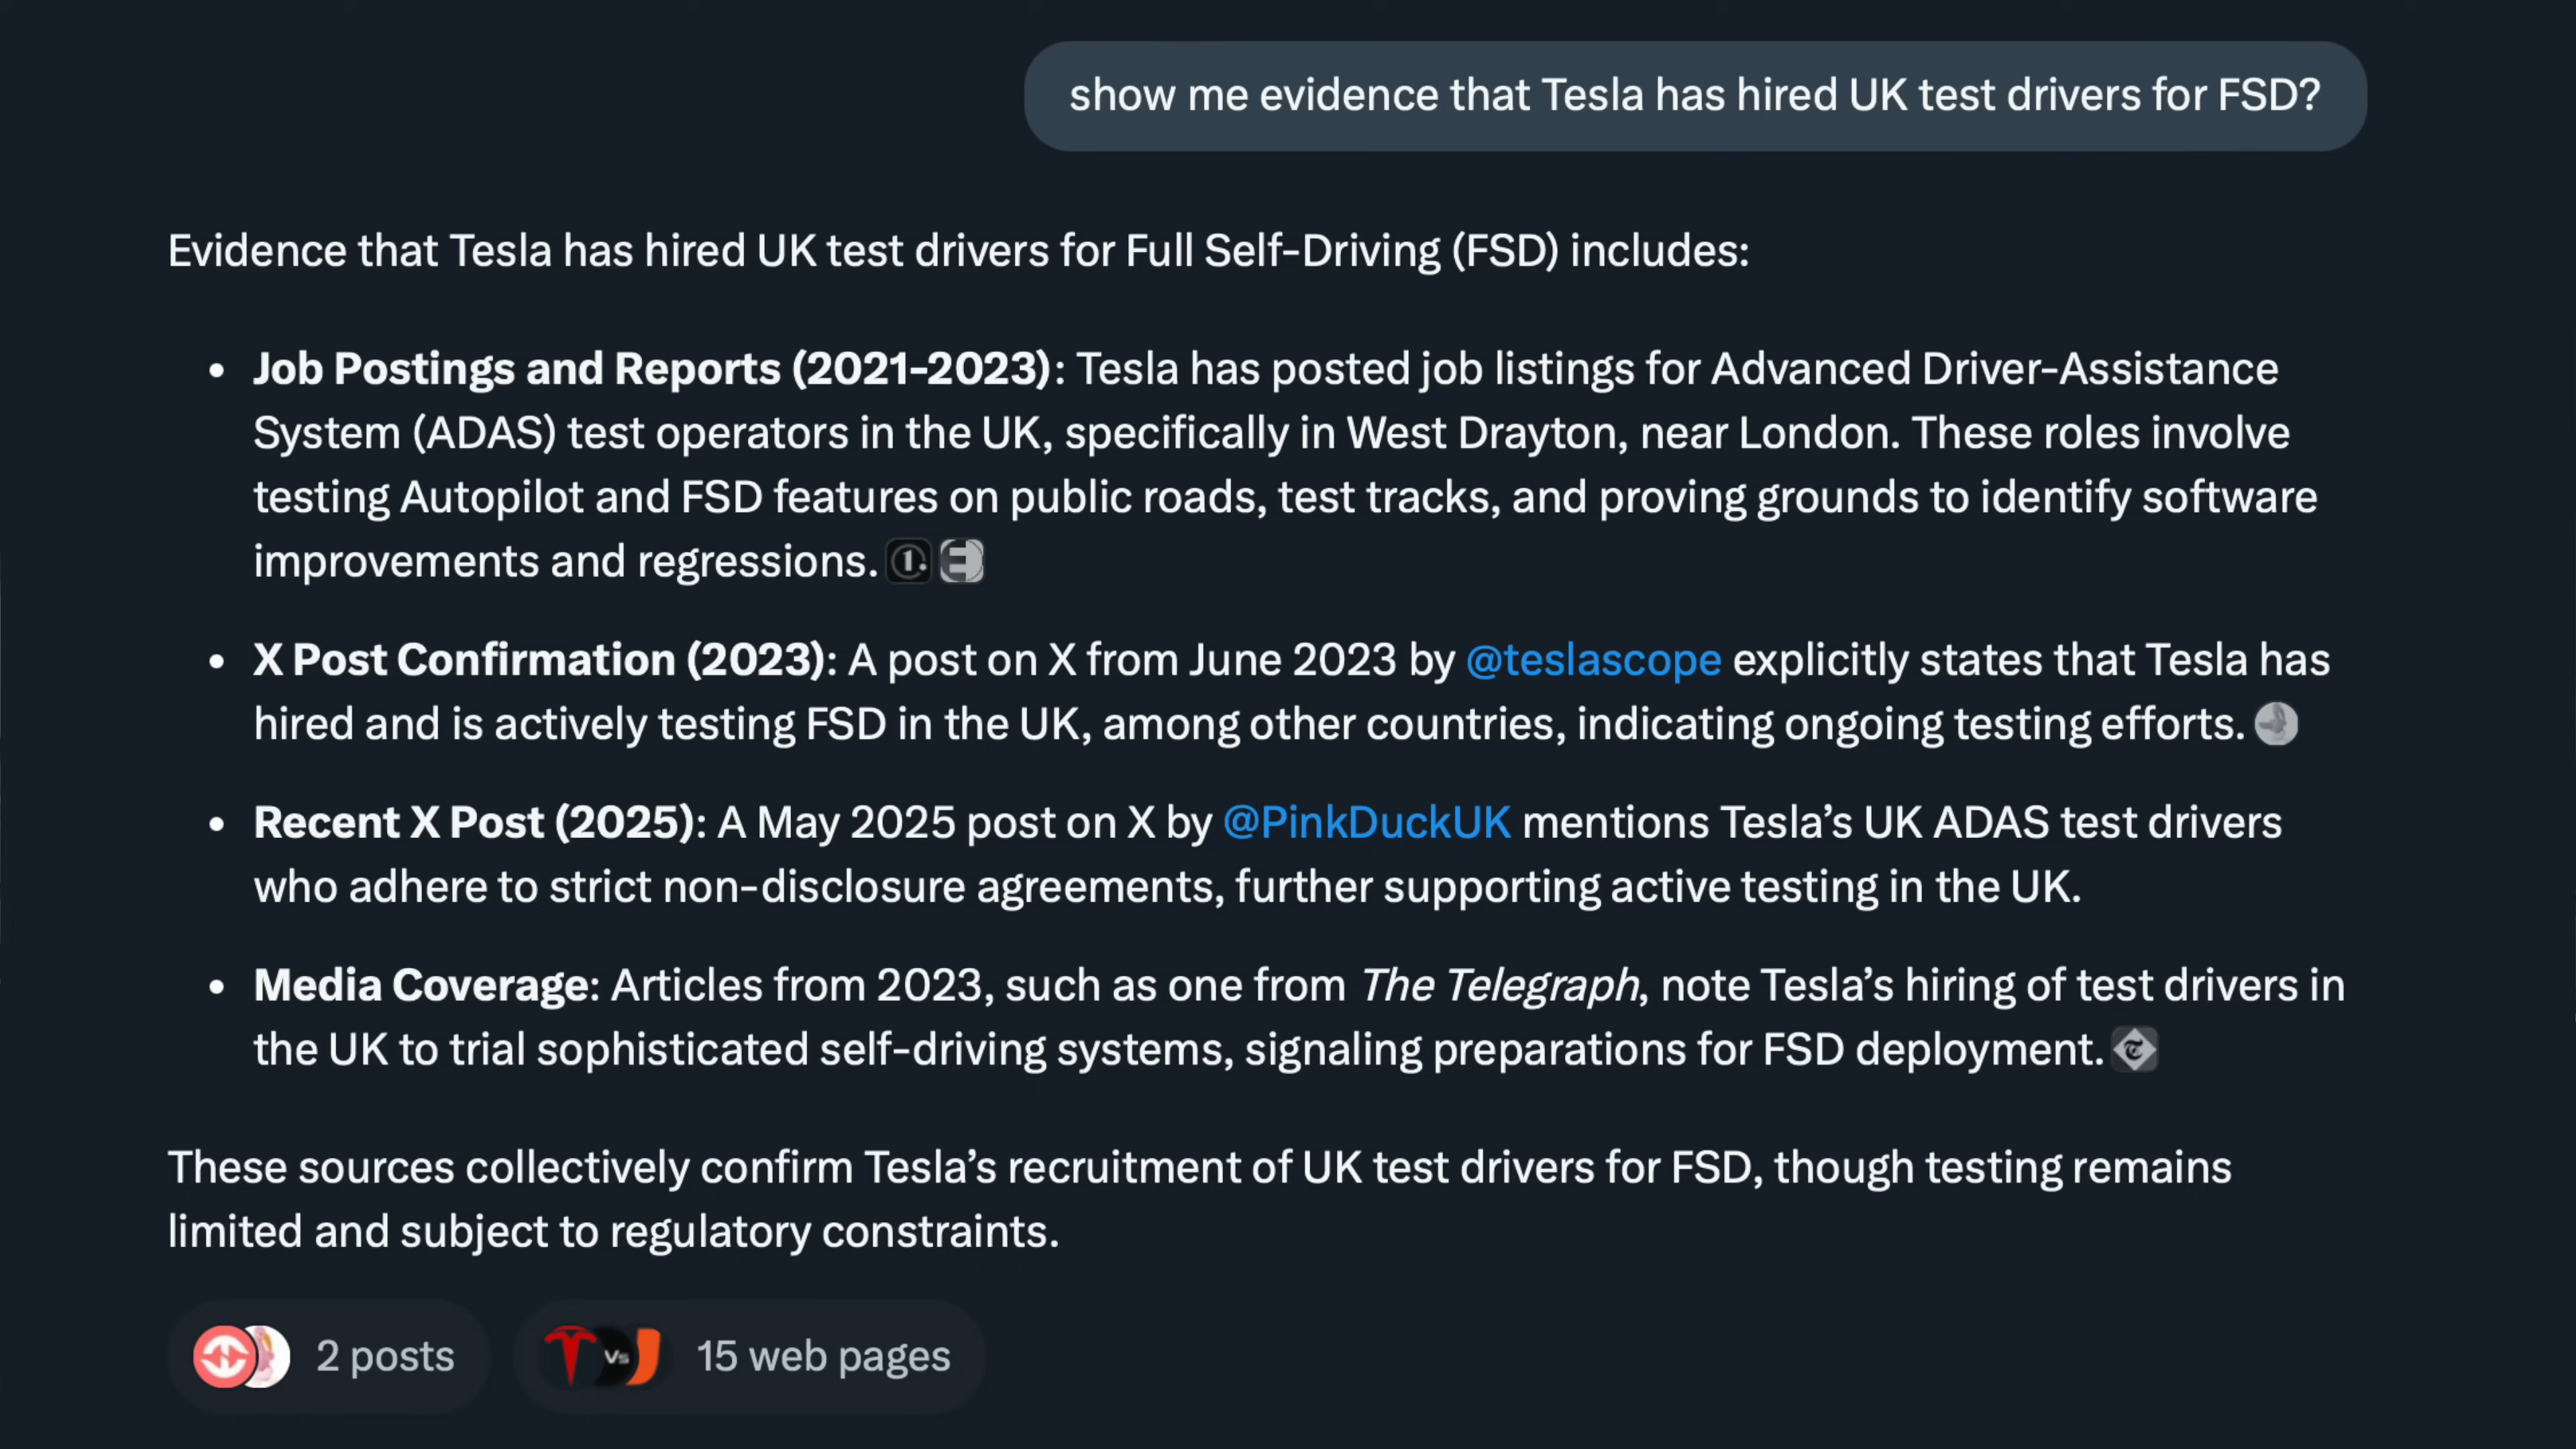 show me evidence that Tesla has hired UK test drivers for FSD?
Evidence that Tesla has hired UK test drivers for Full Self-Driving (FSD) includes:
• Job Postings and Reports (2021-2023): Tesla has posted job listings for Advanced Driver-Assistance
System (ADAS) test operators in the UK, specifically in West Drayton, near London. These roles involve
testing Autopilot and FSD features on public roads, test tracks, and proving grounds to identify software
improvements and regressions.
• X Post Confirmation (2023): A post on X from June 2023 by @teslascope explicitly states that Tesla has
hired and is actively testing FSD in the UK, among other countries, indicating ongoing testing efforts.
• Recent X Post (2025): A May 2025 post on X by @PinkDuckUK mentions Tesla’s UK ADAS test drivers
who adhere to strict non-disclosure agreements, further supporting active testing in the UK.
• Media Coverage: Articles from 2023, such as one from The Telegraph, note Tesla’s hiring of test drivers in
the UK to trial sophisticated self-driving systems, signaling preparations for FSD deployment.
These sources collectively confirm Tesla’s recruitment of UK test drivers for FSD, though testing remains
limited and subject to regulatory constraints.
2 posts
Vs
15 web pages